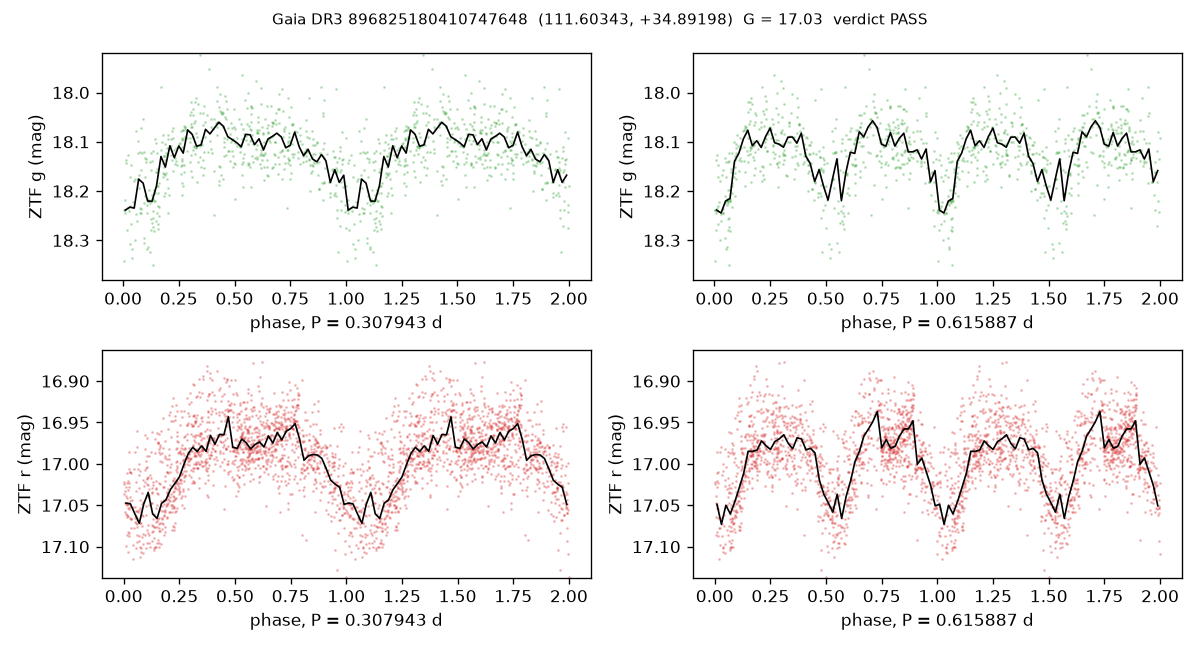 Gaia DR3 896825180410747648 (111.60343, +34.89198) G = 17.03 verdict PASS
ZTF g (mag)
18.0
18.1
18.2
18.3
0.00 0.25 0.50 0.75 1.00 1.25 1.50 1.75 2.00
phase, P = 0.307943 d
ZTF g (mag)
18.0
18.1
18.2
18.3
0.00 0.25 0.50 0.75 1.00 1.25 1.50 1.75 2.00
phase, P = 0.615887 d
ZTF r (mag)
16.90
16.95
17.00
17.05
17.10
0.00 0.25 0.50 0.75 1.00 1.25 1.50 1.75 2.00
phase, P = 0.307943 d
ZTF r (mag)
16.90
16.95
17.00
17.05
17.10
0.00 0.25 0.50 0.75 1.00 1.25 1.50 1.75 2.00
phase, P = 0.615887 d